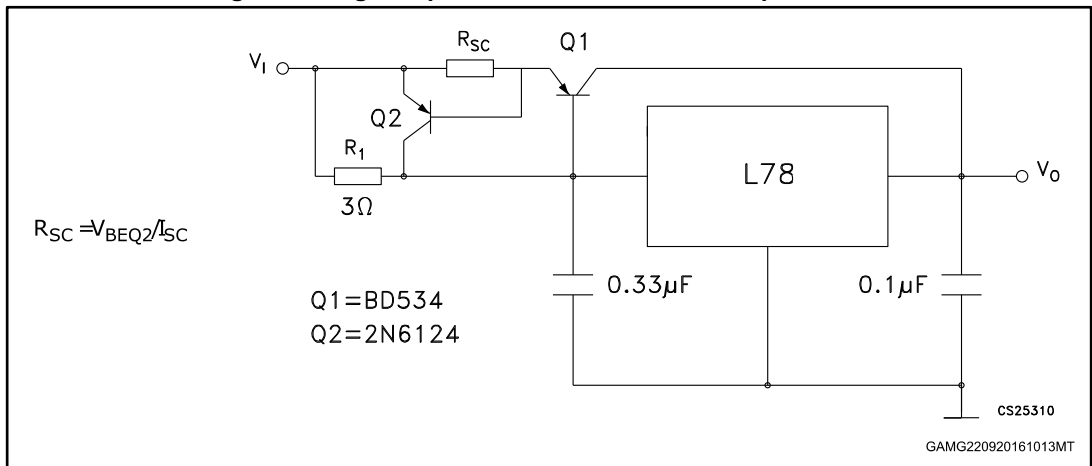 R_SC
Q1
V_I
Q2
R_1
3Ω
L78
V_O
R_SC =V_BEQ2/I_SC
0.33µF
0.1µF
Q1=BD534
Q2=2N6124
CS25310
GAMG220920161013MT